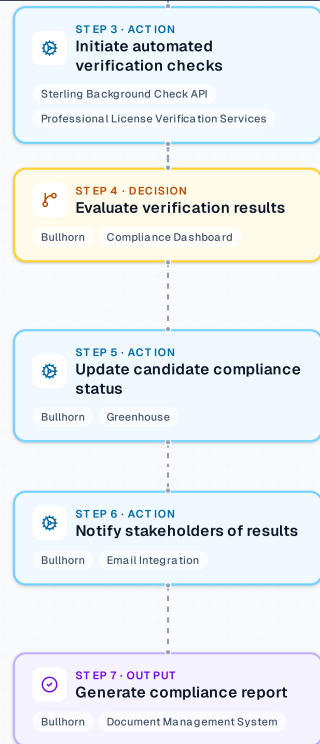 STEP 3 · ACTION
Initiate automated
verification checks
Sterling Background Check API
Professional License Verification Services
STEP 4 · DECISION
Evaluate verification results
Bullhorn
Compliance Dashboard
STEP 5 · ACTION
Update candidate compliance
status
Bullhorn
Greenhouse
STEP 6 · ACTION
Notify stakeholders of results
Bullhorn
Email Integration
STEP 7 · OUTPUT
Generate compliance report
Bullhorn
Document Management System